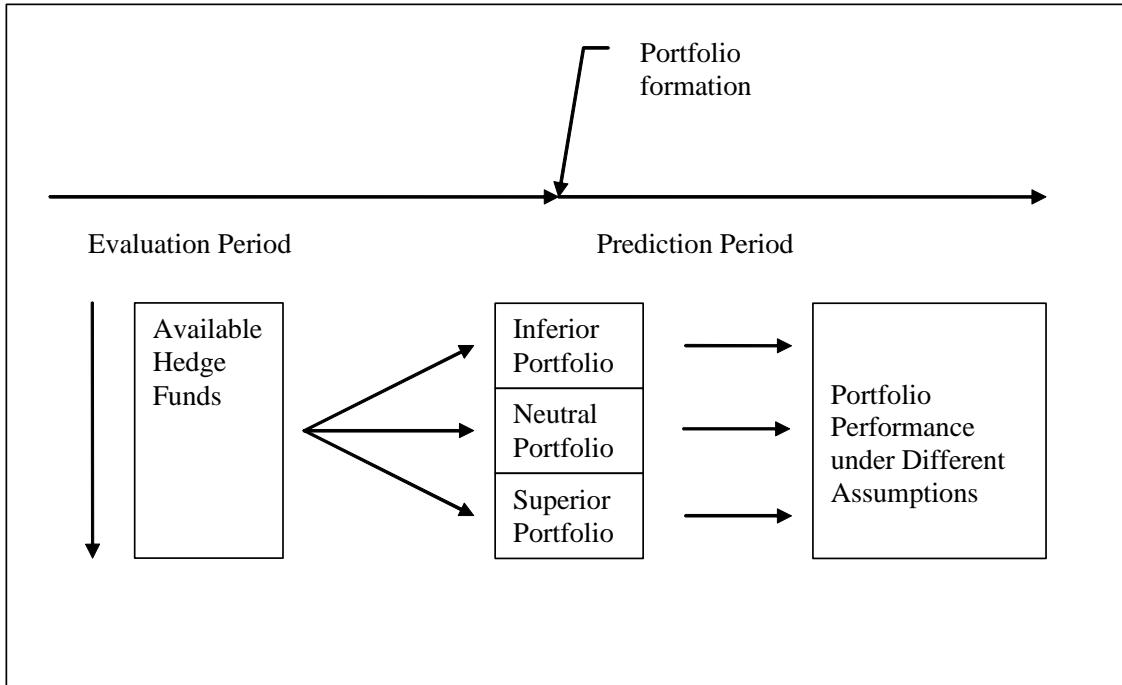 Portfolio
formation
Evaluation Period
Prediction Period
Available
Hedge
Funds
Inferior
Portfolio
Neutral
Portfolio
Superior
Portfolio
Portfolio
Performance
under Different
Assumptions